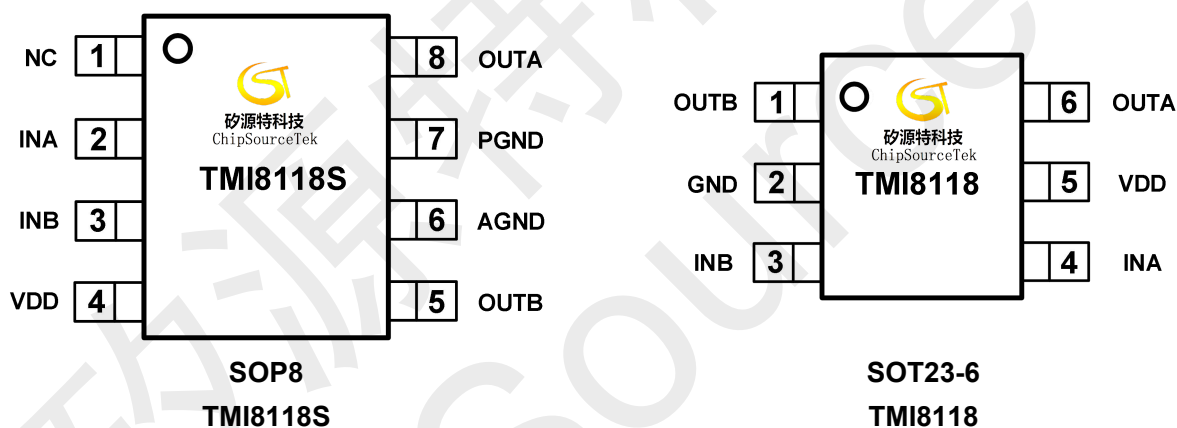 NC 1 8 OUTA
INA 2 7 PGND
INB 3 6 AGND
VDD 4 5 OUTB
ST
矽源特科技
ChipSourceTek
TMI8118S
SOP8
TMI8118S
OUTB 1 6 OUTA
GND 2 5 VDD
INB 3 4 INA
ST
矽源特科技
ChipSourceTek
TMI8118
SOT23-6
TMI8118